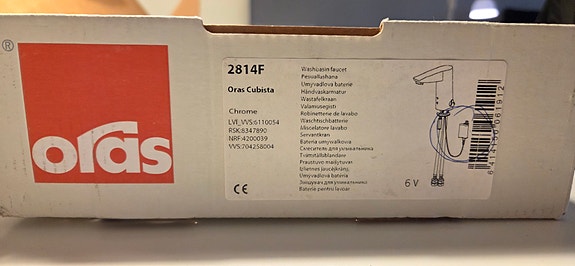 ®
oras
2814F
Oras Cubista
Chrome
LVI_VVS:6110054
RSK:8347890
NRF:4200039
VVS:704258004
CE
Washbasin faucet
Pesuallashana
Umývadlová batéria
Håndvaskarmatur
Wastafelkraan
Valamusegisti
Robinetterie de lavabo
Waschtischbatterie
Miscelatore lavabo
Servantkran
Bateria umywalkowa
Смеситель для умывальника
Tvättställsblandare
Praustuvo maišytuvas
Izlietnes jaucējkrāns
Umyvadlová baterie
Змішувач для умивальника
Baterie pentru lavoar
6 V